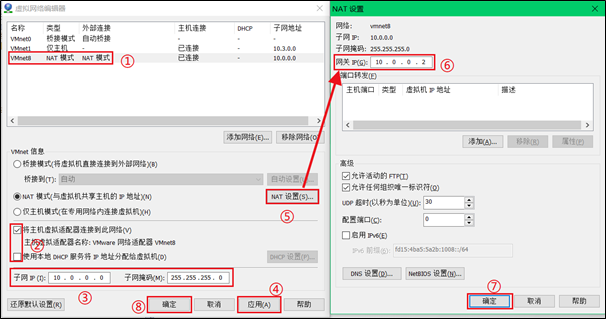 虚拟网络编辑器
名称 类型 外部连接 主机连接 DHCP 子网地址
VMnet0 桥接模式 自动桥接 - - -
VMnet1 仅主机... - 已连接 - 10.3.0.0
VMnet8 NAT 模式 NAT 模式 已连接 - 10.0.0.0
①
添加网络(E)... 移除网络(O)
VMnet 信息
桥接模式(将虚拟机直接连接到外部网络)(B)
桥接到(T): 自动 自动设置(U)...
NAT 模式(与虚拟机共享主机的 IP 地址)(N) NAT 设置(S)...
⑤
仅主机模式(在专用网络内连接虚拟机)(H)
将主机虚拟适配器连接到此网络(V)
②
主机虚拟适配器名称: VMware 网络适配器 VMnet8
使用本地 DHCP 服务将 IP 地址分配给虚拟机(D) DHCP 设置(P)...
子网 IP (I): 10 . 0 . 0 . 0 子网掩码(M): 255.255.255. 0
③ ④
还原默认设置(R) ⑧ 确定 取消 应用(A) 帮助
NAT 设置
网络: vmnet8
子网 IP: 10.0.0.0
子网掩码: 255.255.255.0
网关 IP(G): 10 . 0 . 0 . 2
⑥
端口转发(F)
主机端口 类型 虚拟机 IP 地址 描述
添加(A)... 移除(R) 属性(P)
高级
允许活动的 FTP(T)
允许任何组织唯一标识符(O)
UDP 超时(以秒为单位)(U): 30
配置端口(C): 0
启用 IPv6(E)
IPv6 前缀(6): fd15:4ba5:5a2b:1008::/64
DNS 设置(D)... NetBIOS 设置(N)...
⑦
确定 取消 帮助